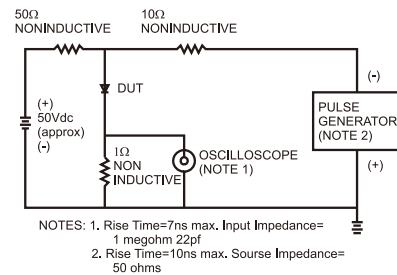 50Ω
NONINDUCTIVE
10Ω
NONINDUCTIVE
DUT
(+)
50Vdc
(approx)
(-)
1Ω
NON
INDUCTIVE
OSCILLOSCOPE
(NOTE 1)
(-)
PULSE
GENERATOR
(NOTE 2)
(+)
NOTES: 1. Rise Time=7ns max. Input Impedance=
1 megohm 22pf
2. Rise Time=10ns max. Sourse Impedance=
50 ohms